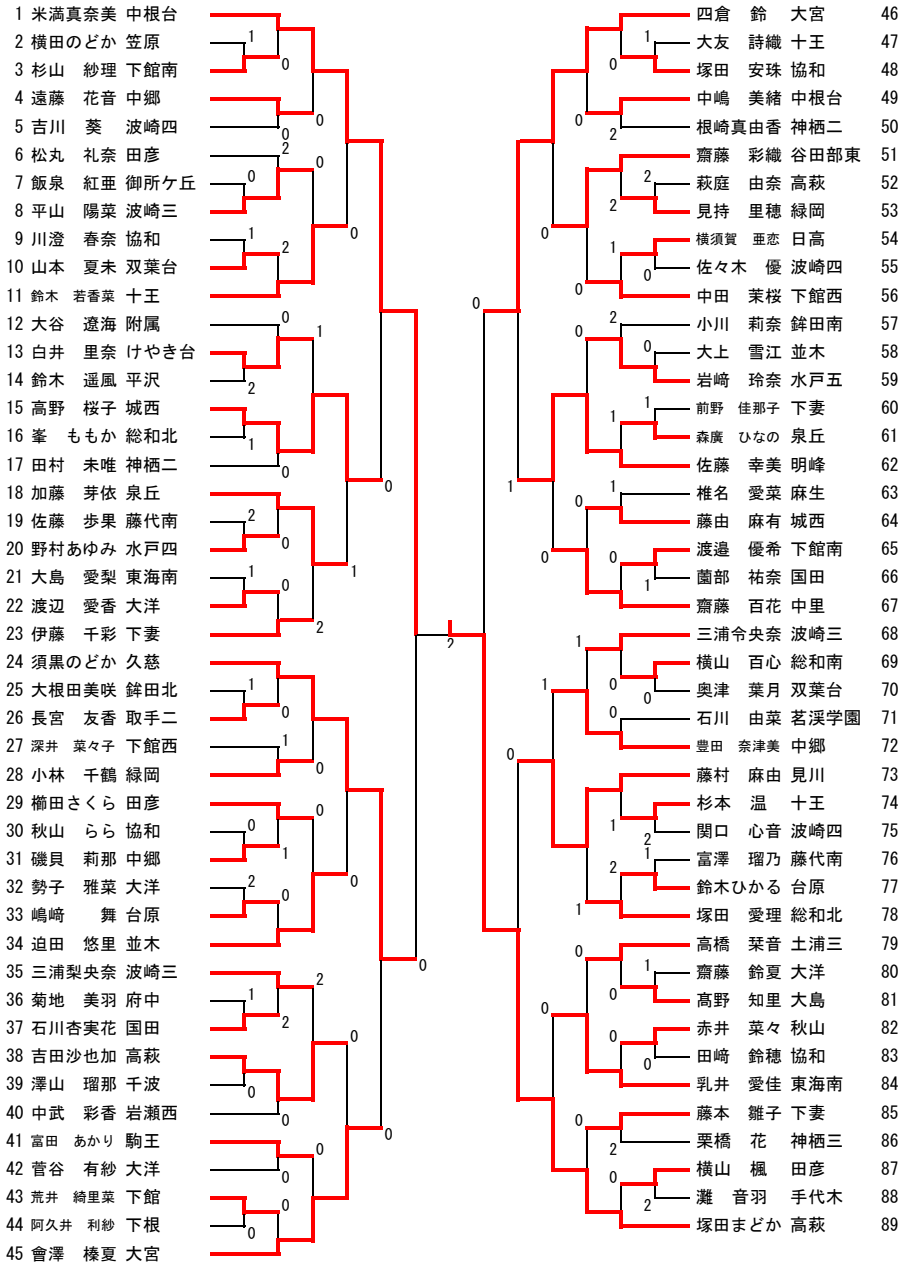 1 米満真奈美 中根台
2 横田のどか 笠原
3 杉山 紗理 下館南
4 遠藤 花音 中郷
5 吉川 葵 波崎四
6 松丸 礼奈 田彦
7 飯泉 紅亜 御所ケ丘
8 平山 陽菜 波崎三
9 川澄 春奈 協和
10 山本 夏未 双葉台
11 鈴木 若香菜 十王
12 大谷 遼海 附属
13 白井 里奈 けやき台
14 鈴木 遥風 平沢
15 高野 桜子 城西
16 峯 ももか 総和北
17 田村 未唯 神栖二
18 加藤 芽依 泉丘
19 佐藤 歩果 藤代南
20 野村あゆみ 水戸四
21 大島 愛梨 東海南
22 渡辺 愛香 大洋
23 伊藤 千彩 下妻
24 須黒のどか 久慈
25 大根田美咲 鉾田北
26 長宮 友香 取手二
27 深井 菜々子 下館西
28 小林 千鶴 緑岡
29 櫛田さくら 田彦
30 秋山 らら 協和
31 磯貝 莉那 中郷
32 勢子 雅菜 大洋
33 嶋﨑 舞 台原
34 迫田 悠里 並木
35 三浦梨央奈 波崎三
36 菊地 美羽 府中
37 石川杏実花 国田
38 吉田沙也加 高萩
39 澤山 瑠那 千波
40 中武 彩香 岩瀬西
41 富田 あかり 駒王
42 菅谷 有紗 大洋
43 荒井 綺里菜 下館
44 阿久井 利紗 下根
45 會澤 榛夏 大宮
四倉 鈴 大宮 46
大友 詩織 十王 47
塚田 安珠 協和 48
中嶋 美緒 中根台 49
根崎真由香 神栖二 50
齋藤 彩織 谷田部東 51
萩庭 由奈 高萩 52
見持 里穂 緑岡 53
横須賀 亜恋 日高 54
佐々木 優 波崎四 55
中田 茉桜 下館西 56
小川 莉奈 鉾田南 57
大上 雪江 並木 58
岩﨑 玲奈 水戸五 59
前野 佳那子 下妻 60
森廣 ひなの 泉丘 61
佐藤 幸美 明峰 62
椎名 愛菜 麻生 63
藤由 麻有 城西 64
渡邉 優希 下館南 65
薗部 祐奈 国田 66
齋藤 百花 中里 67
三浦令央奈 波崎三 68
横山 百心 総和南 69
奥津 葉月 双葉台 70
石川 由菜 茗渓学園 71
豊田 奈津美 中郷 72
藤村 麻由 見川 73
杉本 温 十王 74
関口 心音 波崎四 75
富澤 瑠乃 藤代南 76
鈴木ひかる 台原 77
塚田 愛理 総和北 78
高橋 栞音 土浦三 79
齋藤 鈴夏 大洋 80
髙野 知里 大島 81
赤井 菜々 秋山 82
田﨑 鈴穂 協和 83
乳井 愛佳 東海南 84
藤本 雛子 下妻 85
栗橋 花 神栖三 86
横山 楓 田彦 87
灘 音羽 手代木 88
塚田まどか 高萩 89